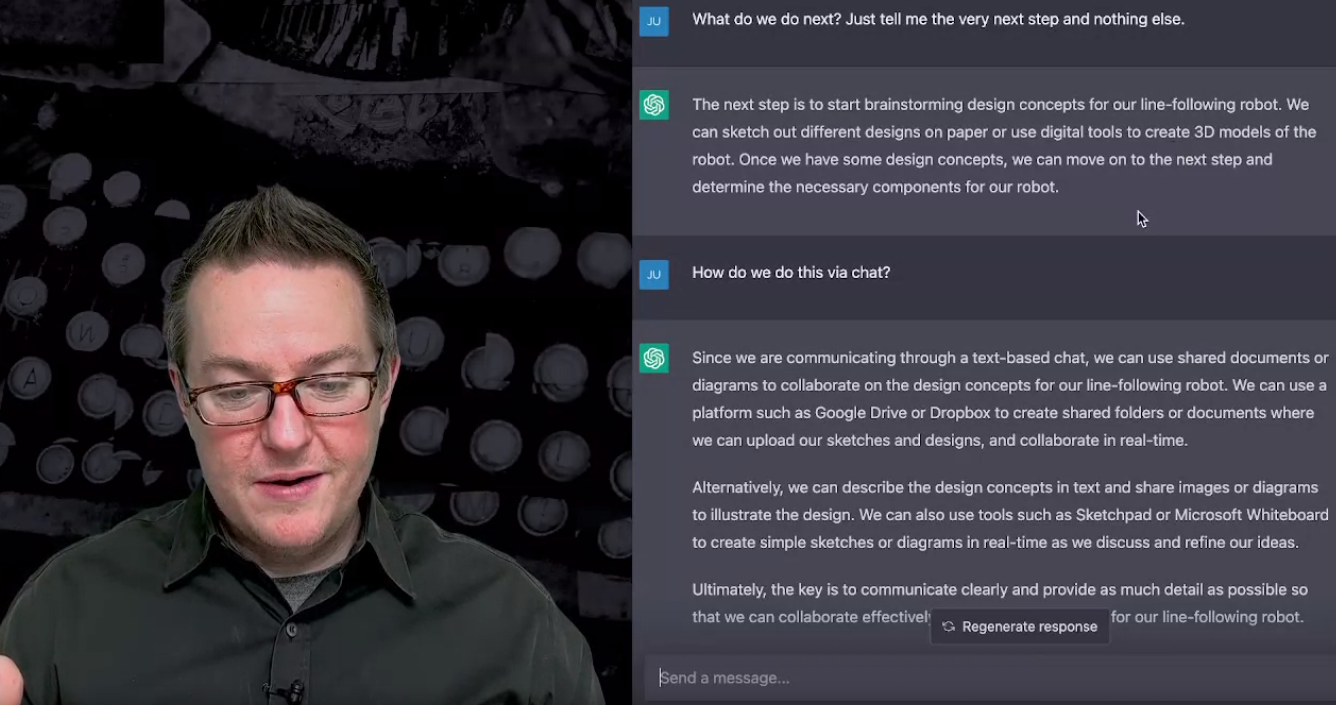 JU
What do we do next? Just tell me the very next step and nothing else.
The next step is to start brainstorming design concepts for our line-following robot. We
can sketch out different designs on paper or use digital tools to create 3D models of the
robot. Once we have some design concepts, we can move on to the next step and
determine the necessary components for our robot.
JU
How do we do this via chat?
Since we are communicating through a text-based chat, we can use shared documents or
diagrams to collaborate on the design concepts for our line-following robot. We can use a
platform such as Google Drive or Dropbox to create shared folders or documents where
we can upload our sketches and designs, and collaborate in real-time.
Alternatively, we can describe the design concepts in text and share images or diagrams
to illustrate the design. We can also use tools such as Sketchpad or Microsoft Whiteboard
to create simple sketches or diagrams in real-time as we discuss and refine our ideas.
Ultimately, the key is to communicate clearly and provide as much detail as possible so
that we can collaborate effectively for our line-following robot.
Regenerate response
Send a message...